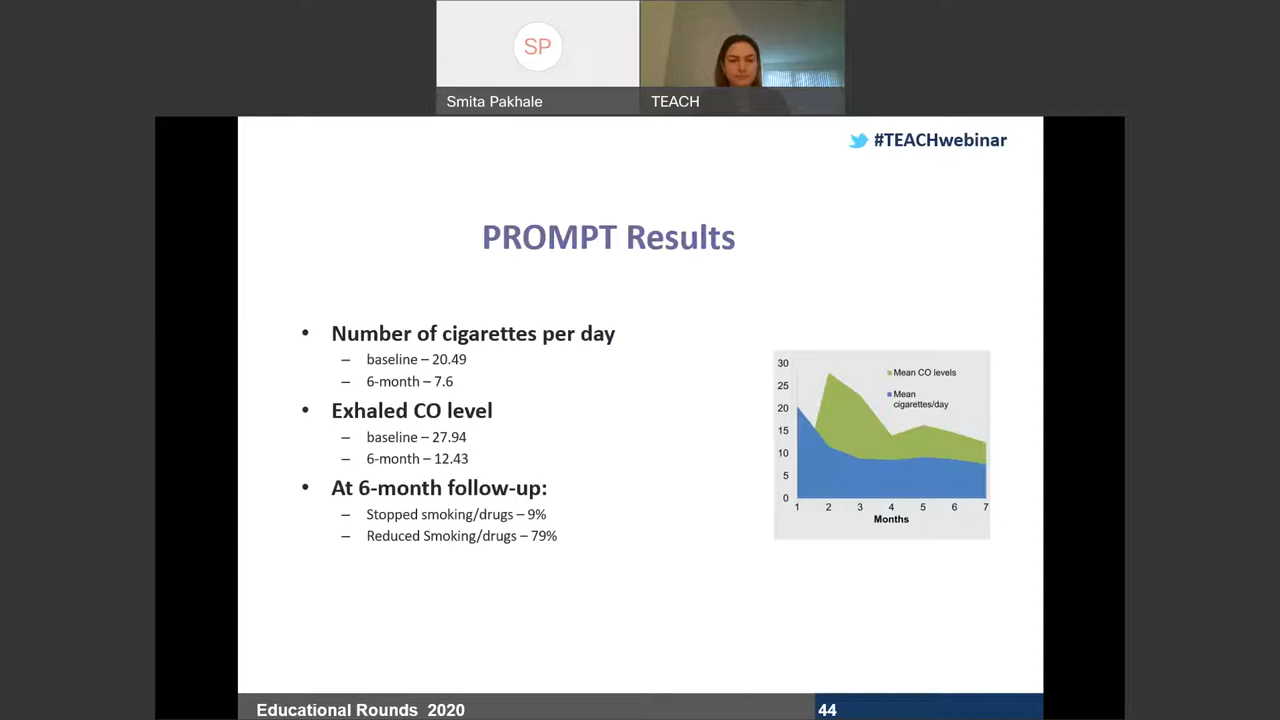 SP
Smita Pakhale
TEACH
#TEACHwebinar
PROMPT Results
• Number of cigarettes per day
– baseline – 20.49
– 6-month – 7.6
• Exhaled CO level
– baseline – 27.94
– 6-month – 12.43
• At 6-month follow-up:
– Stopped smoking/drugs – 9%
– Reduced Smoking/drugs – 79%
30
25
20
15
10
5
0
Mean CO levels
Mean
cigarettes/day
1 2 3 4 5 6 7
Months
Educational Rounds 2020
44